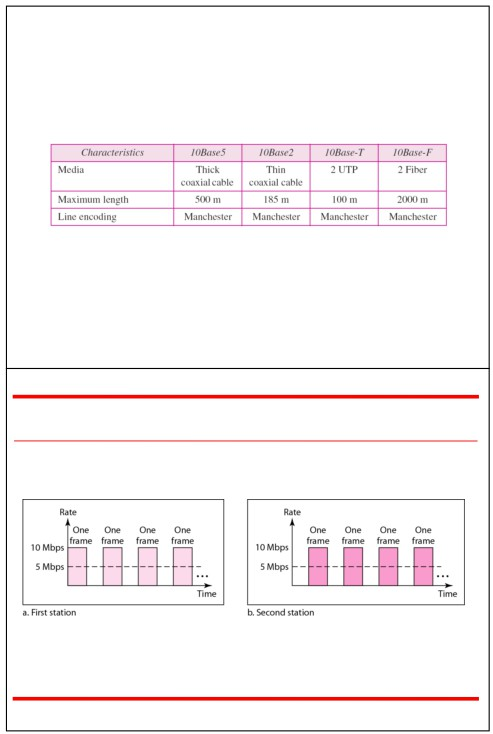 Characteristics 10Base5 10Base2 10Base-T 10Base-F
Media Thick coaxial cable Thin coaxial cable 2 UTP 2 Fiber
Maximum length 500 m 185 m 100 m 2000 m
Line encoding Manchester Manchester Manchester Manchester
Rate
One frame One frame One frame One frame
10 Mbps
5 Mbps
...
Time
a. First station
Rate
One frame One frame One frame One frame
10 Mbps
5 Mbps
...
Time
b. Second station